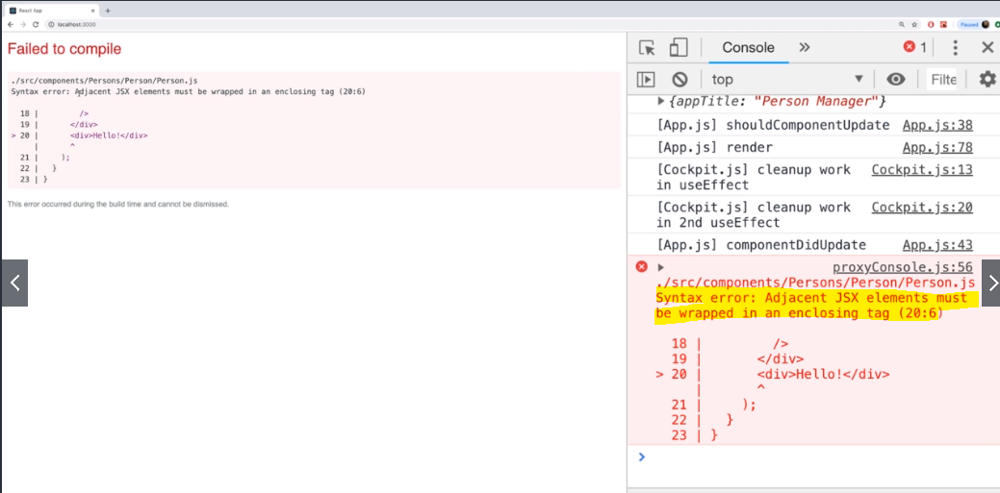 React App
localhost:3000
Paused
Failed to compile
./src/components/Persons/Person/Person.js
Syntax error: Adjacent JSX elements must be wrapped in an enclosing tag (20:6)
18 | />
19 | </div>
> 20 | <div>Hello!</div>
| ^
21 | );
22 | }
23 | }
This error occurred during the build time and cannot be dismissed.
Console
1
top
Filte
{appTitle: "Person Manager"}
[App.js] shouldComponentUpdate App.js:38
[App.js] render App.js:78
[Cockpit.js] cleanup work Cockpit.js:13
in useEffect
[Cockpit.js] cleanup work Cockpit.js:20
in 2nd useEffect
[App.js] componentDidUpdate App.js:43
proxyConsole.js:56
./src/components/Persons/Person/Person.js
Syntax error: Adjacent JSX elements must
be wrapped in an enclosing tag (20:6)
18 | />
19 | </div>
> 20 | <div>Hello!</div>
| ^
21 | );
22 | }
23 | }